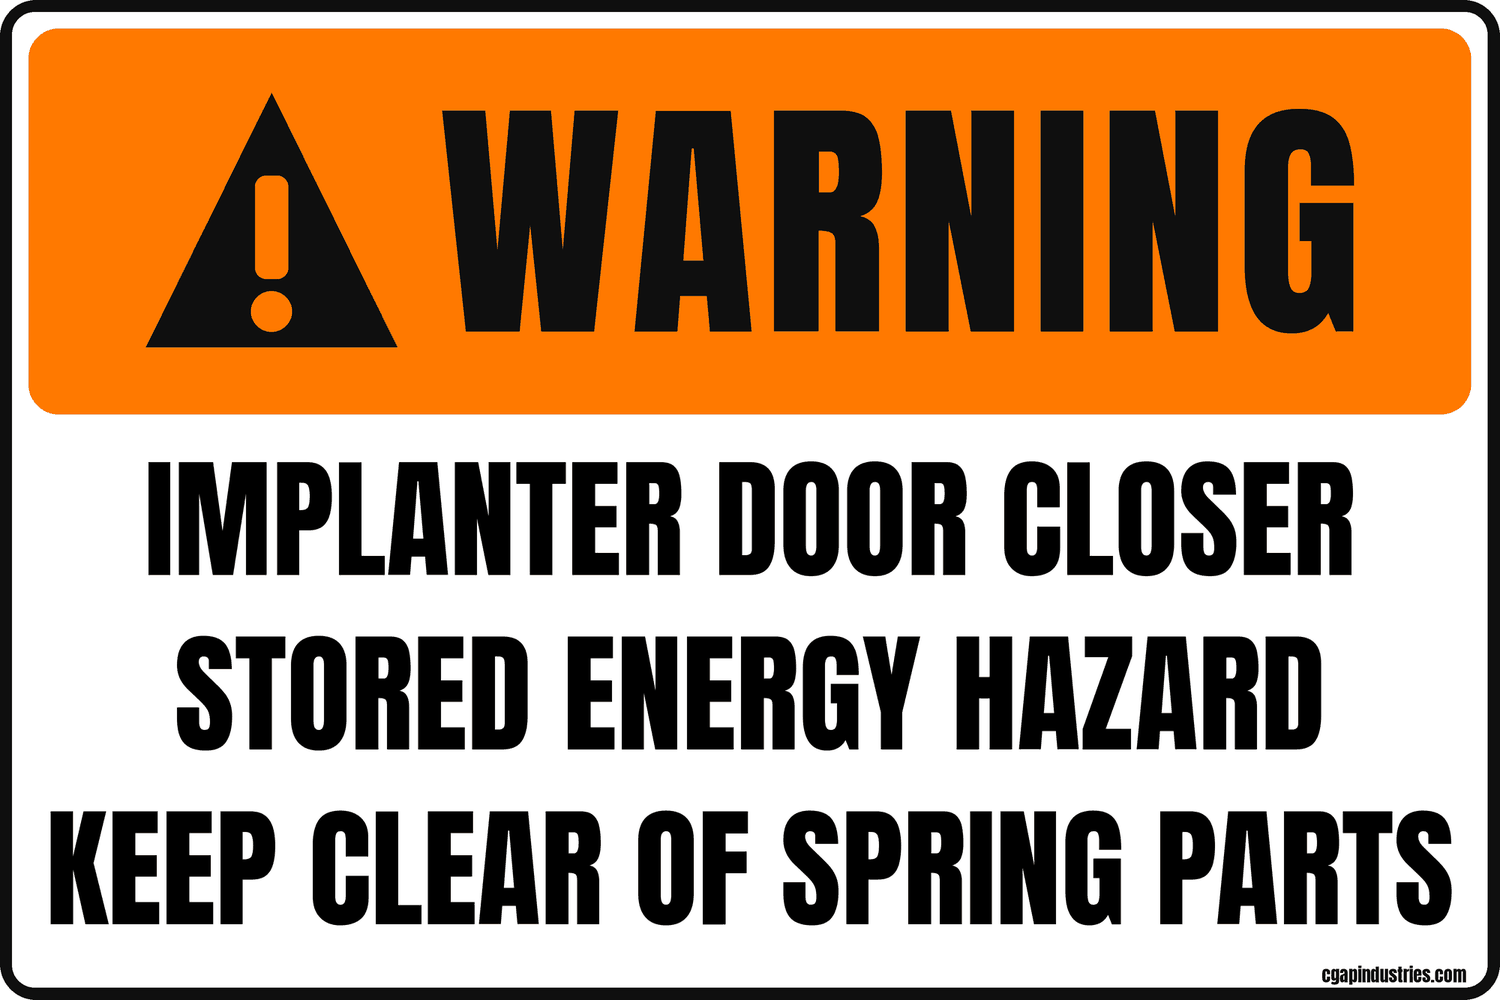 WARNING
IMPLANTER DOOR CLOSER
STORED ENERGY HAZARD
KEEP CLEAR OF SPRING PARTS
cgapindustries.com